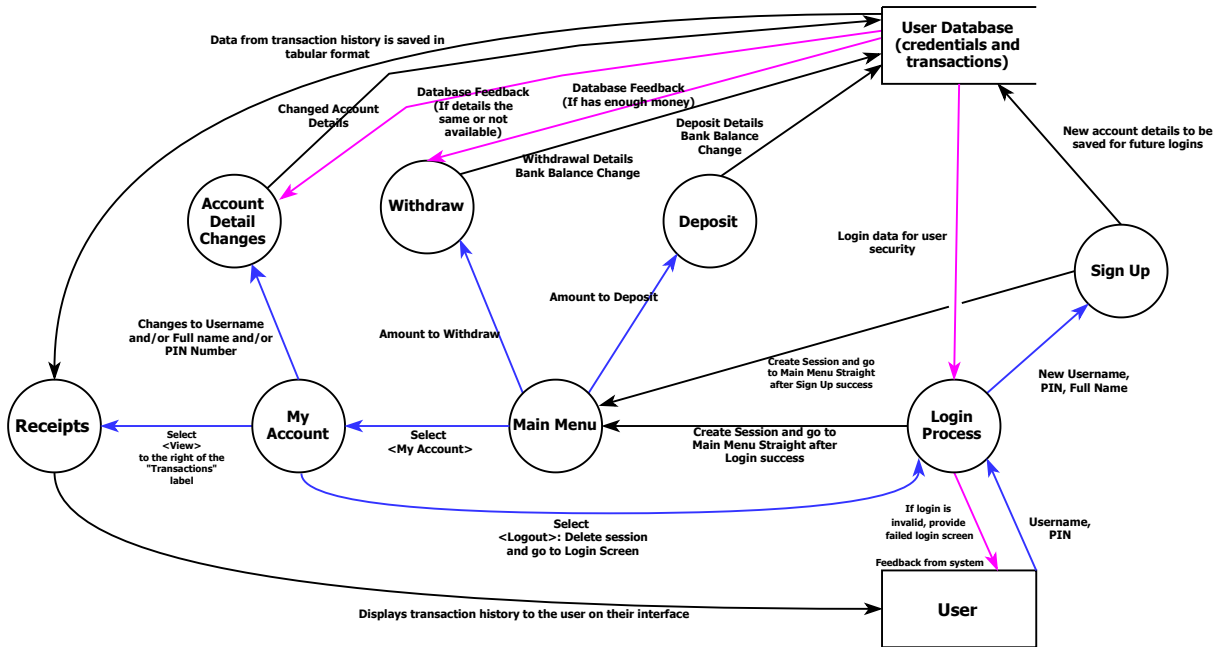 User Database
(credentials and
transactions)
Data from transaction history is saved in
tabular format
Changed Account
Details
Database Feedback
(If details the
same or not
available)
Database Feedback
(If has enough money)
Deposit Details
Bank Balance
Change
New account details to be
saved for future logins
Withdrawal Details
Bank Balance Change
Account
Detail
Changes
Withdraw
Deposit
Login data for user
security
Sign Up
Changes to Username
and/or Full name and/or
PIN Number
Amount to Withdraw
Amount to Deposit
Create Session and go
to Main Menu Straight
after Sign Up success
New Username,
PIN, Full Name
Receipts
Select
<View>
to the right of the
"Transactions"
label
My
Account
Select
<My Account>
Main Menu
Create Session and go to
Main Menu Straight after
Login success
Login
Process
Select
<Logout>: Delete session
and go to Login Screen
If login is
invalid, provide
failed login screen
Username,
PIN
Feedback from system
User
Displays transaction history to the user on their interface